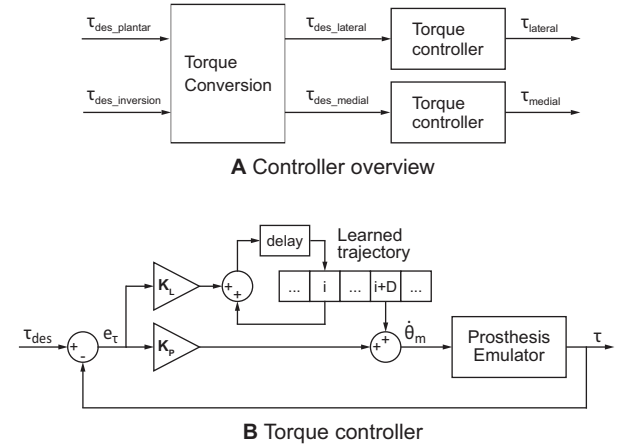 τdes_plantar
τdes_inversion
Torque
Conversion
τdes_lateral
τdes_medial
Torque
controller
Torque
controller
τlateral
τmedial
A Controller overview
delay
Learned
trajectory
... i ... i+D ...
KL
+ +
τdes
+ -
eτ
KP
+ +
θ̇m
Prosthesis
Emulator
τ
B Torque controller